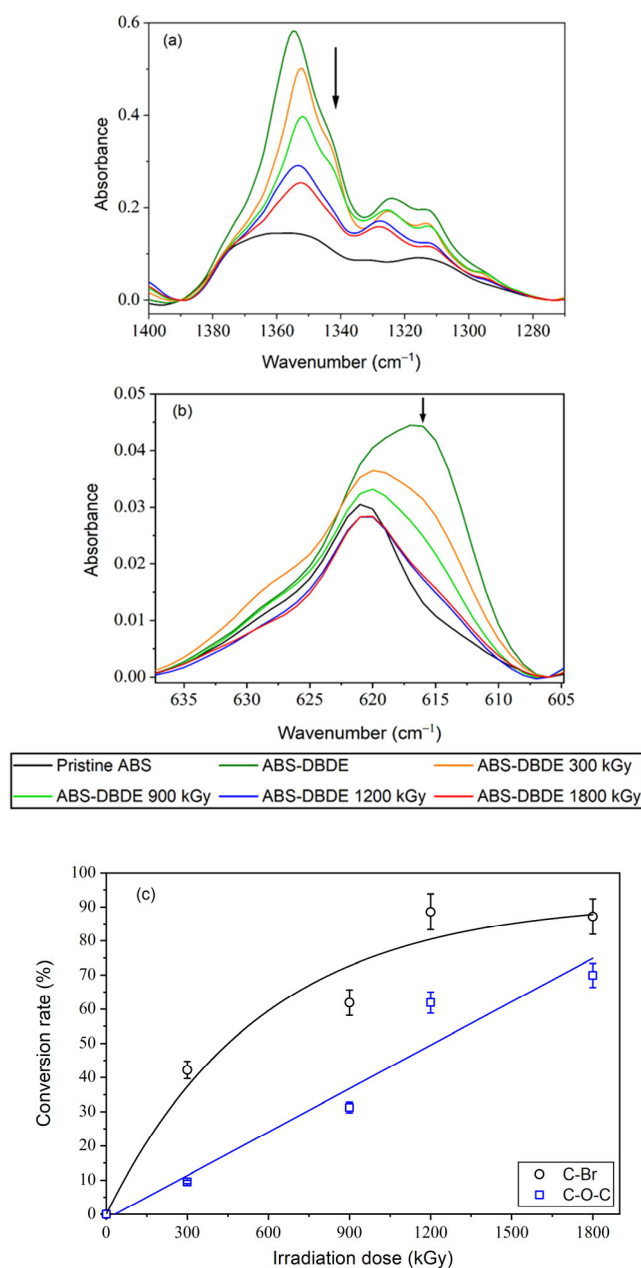 (a)
Absorbance
0.6
0.4
0.2
0.0
1400 1380 1360 1340 1320 1300 1280
Wavenumber (cm⁻¹)
(b)
Absorbance
0.05
0.04
0.03
0.02
0.01
0.00
635 630 625 620 615 610 605
Wavenumber (cm⁻¹)
Pristine ABS ABS-DBDE ABS-DBDE 300 kGy
ABS-DBDE 900 kGy ABS-DBDE 1200 kGy ABS-DBDE 1800 kGy
(c)
Conversion rate (%)
100
90
80
70
60
50
40
30
20
10
0
0 300 600 900 1200 1500 1800
Irradiation dose (kGy)
C-Br
C-O-C